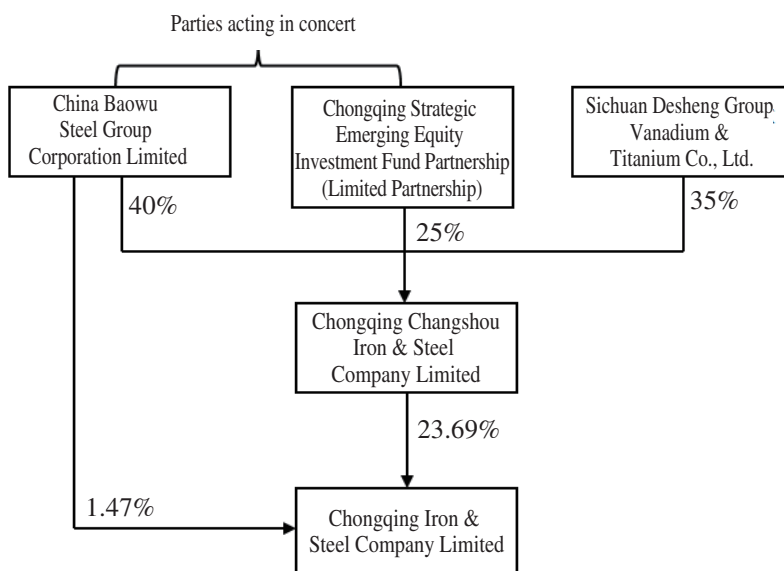 Parties acting in concert
China Baowu
Steel Group
Corporation Limited
Chongqing Strategic
Emerging Equity
Investment Fund Partnership
(Limited Partnership)
Sichuan Desheng Group
Vanadium &
Titanium Co., Ltd.
40%
25%
35%
Chongqing Changshou
Iron & Steel
Company Limited
23.69%
1.47%
Chongqing Iron &
Steel Company Limited